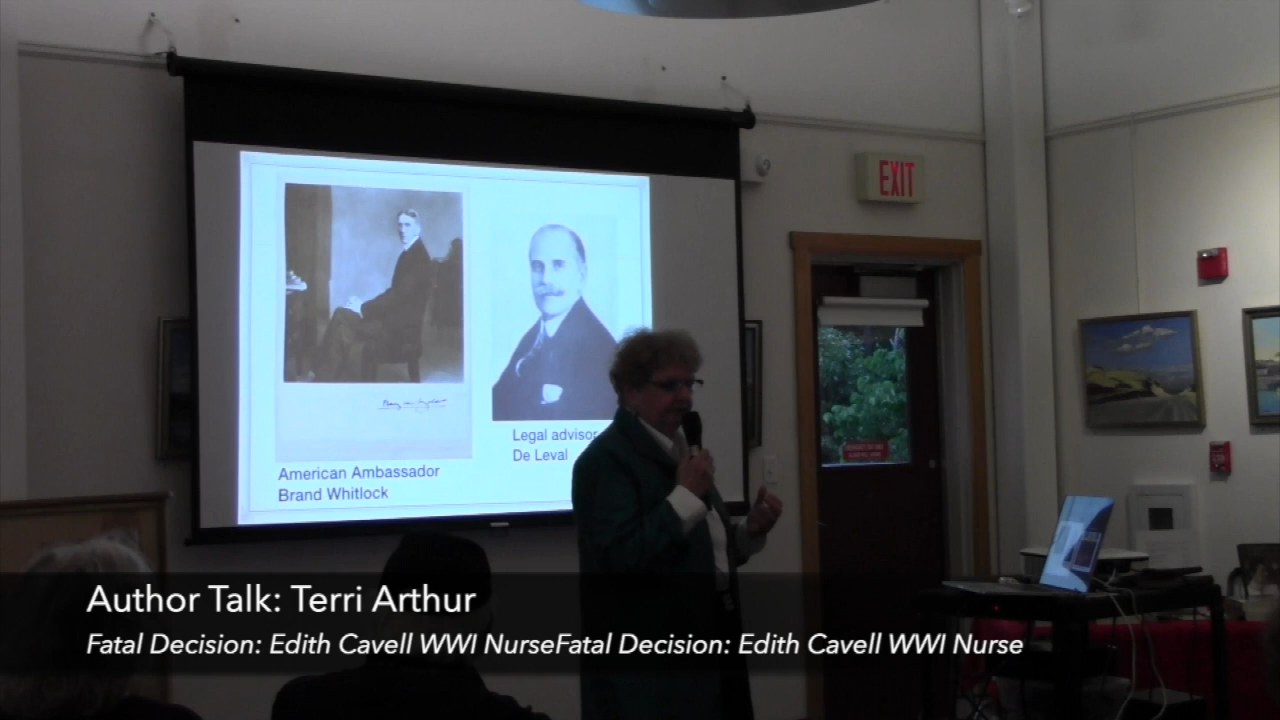 EXIT
Legal advisor
De Leval
American Ambassador
Brand Whitlock
Author Talk: Terri Arthur
Fatal Decision: Edith Cavell WWI NurseFatal Decision: Edith Cavell WWI Nurse